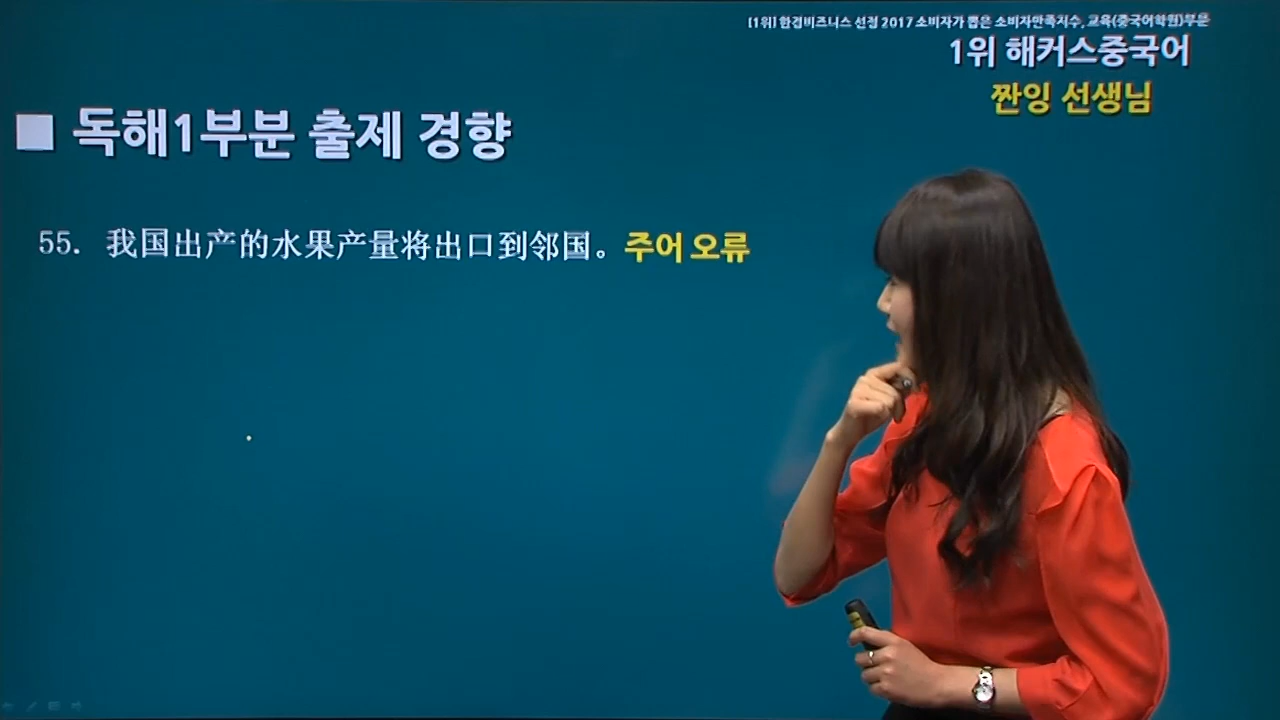 [1위] 한경비즈니스 선정 2017 소비자가 뽑은 소비자만족지수, 교육(중국어학원)부문
1위 해커스중국어
짠잉 선생님
■ 독해1부분 출제 경향
55. 我国出产的水果产量将出口到邻国。주어 오류